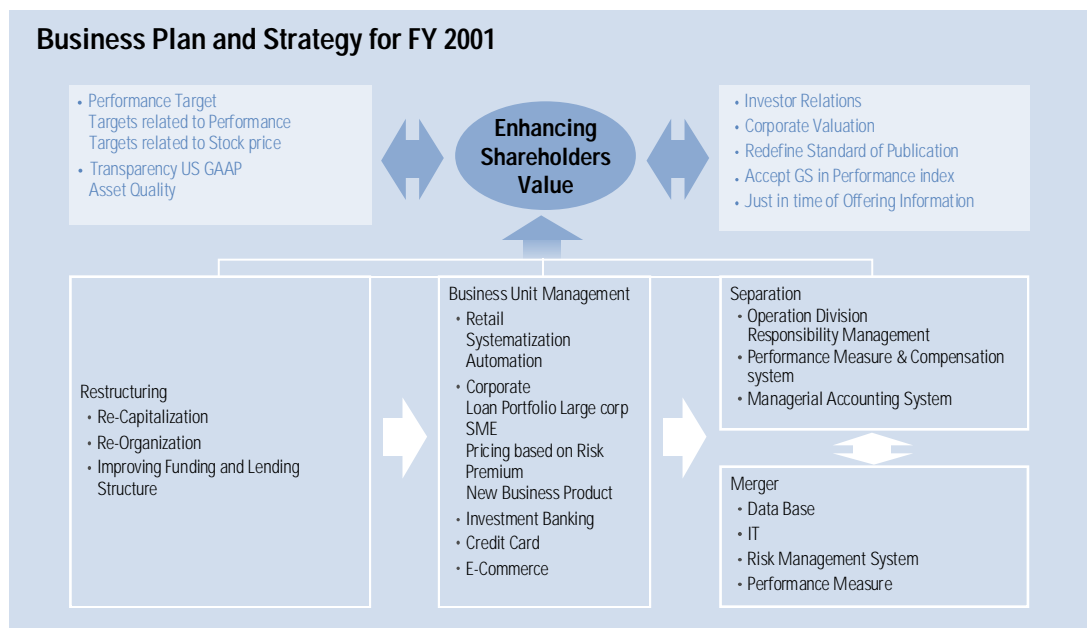 Business Plan and Strategy for FY 2001
• Performance Target
Targets related to Performance
Targets related to Stock price
• Transparency US GAAP
Asset Quality
Enhancing
Shareholders
Value
• Investor Relations
• Corporate Valuation
• Redefine Standard of Publication
• Accept GS in Performance index
• Just in time of Offering Information
Restructuring
• Re-Capitalization
• Re-Organization
• Improving Funding and Lending
Structure
Business Unit Management
• Retail
Systematization
Automation
• Corporate
Loan Portfolio Large corp
SME
Pricing based on Risk
Premium
New Business Product
• Investment Banking
• Credit Card
• E-Commerce
Separation
• Operation Division
Responsibility Management
• Performance Measure & Compensation
system
• Managerial Accounting System
Merger
• Data Base
• IT
• Risk Management System
• Performance Measure